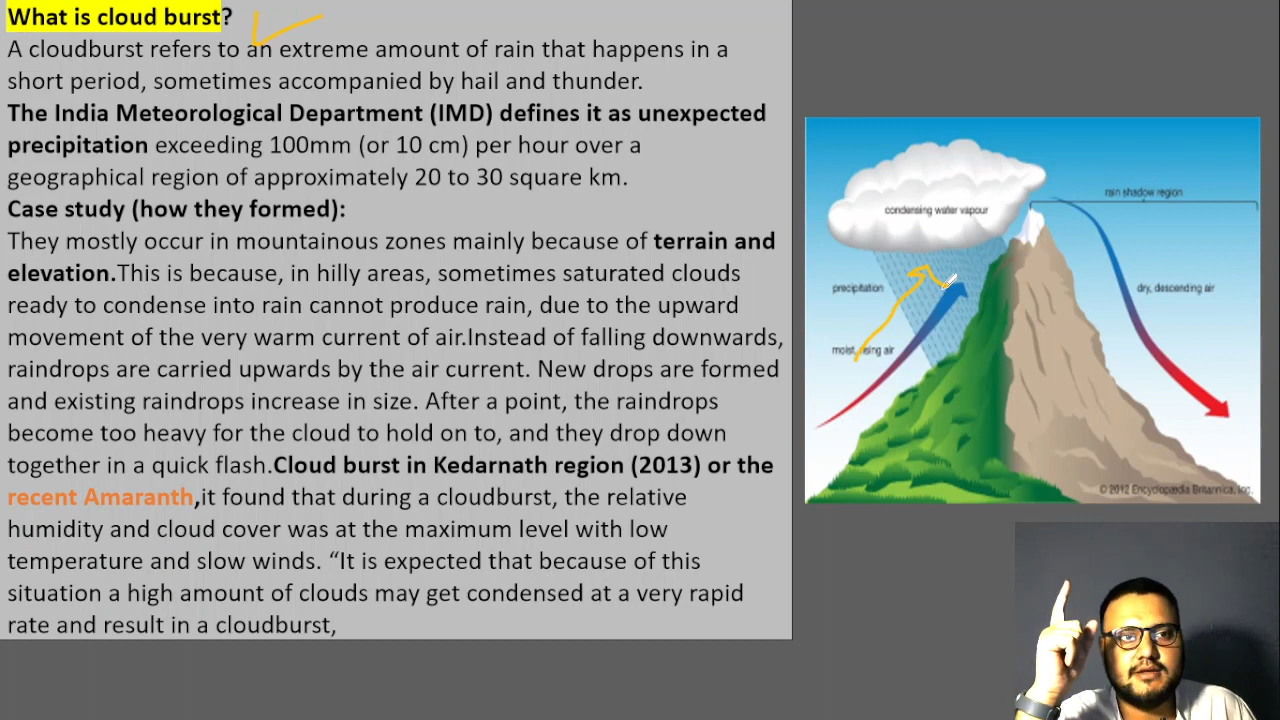 What is cloud burst?
A cloudburst refers to an extreme amount of rain that happens in a
short period, sometimes accompanied by hail and thunder.
The India Meteorological Department (IMD) defines it as unexpected
precipitation exceeding 100mm (or 10 cm) per hour over a
geographical region of approximately 20 to 30 square km.
Case study (how they formed):
They mostly occur in mountainous zones mainly because of terrain and
elevation.This is because, in hilly areas, sometimes saturated clouds
ready to condense into rain cannot produce rain, due to the upward
movement of the very warm current of air.Instead of falling downwards,
raindrops are carried upwards by the air current. New drops are formed
and existing raindrops increase in size. After a point, the raindrops
become too heavy for the cloud to hold on to, and they drop down
together in a quick flash.Cloud burst in Kedarnath region (2013) or the
recent Amaranth,it found that during a cloudburst, the relative
humidity and cloud cover was at the maximum level with low
temperature and slow winds. “It is expected that because of this
situation a high amount of clouds may get condensed at a very rapid
rate and result in a cloudburst,
rain shadow region
condensing water vapour
precipitation
dry, descending air
moist, rising air
© 2012 Encyclopædia Britannica, Inc.